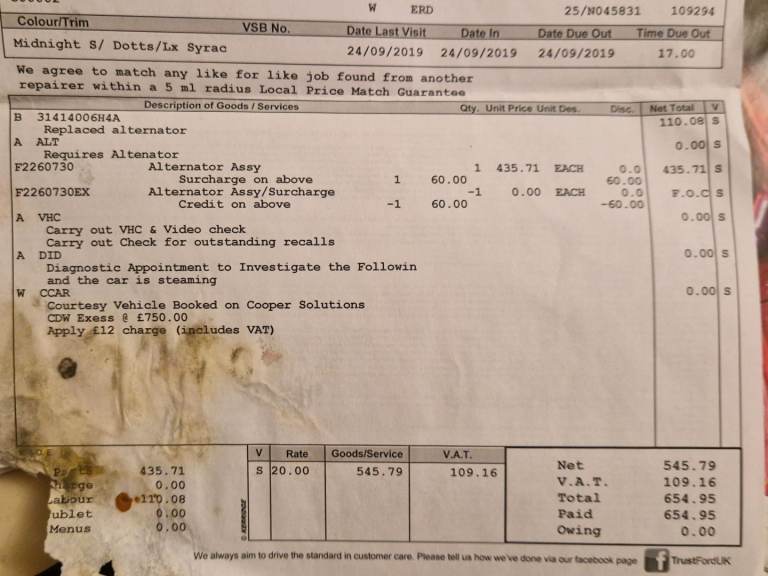 W ERD 25/N045831 109294
Colour/Trim VSB No. Date Last Visit Date In Date Due Out Time Due Out
Midnight S/ Dotts/Lx Syrac 24/09/2019 24/09/2019 24/09/2019 17.00
We agree to match any like for like job found from another
repairer within a 5 ml radius Local Price Match Guarantee
Description of Goods / Services Qty. Unit Price Unit Des. Disc. Net Total V
B 31414006H4A 110.08 S
Replaced alternator
A ALT 0.00 S
Requires Altenator
F2260730 Alternator Assy 1 435.71 EACH 0.0 435.71 S
Surcharge on above 1 60.00 60.00
F2260730EX Alternator Assy/Surcharge -1 0.00 EACH 0.0 F.O.C S
Credit on above -1 60.00 -60.00
A VHC 0.00 S
Carry out VHC & Video check
Carry out Check for outstanding recalls
A DID 0.00 S
Diagnostic Appointment to Investigate the Followin
and the car is steaming
W CCAR 0.00 S
Courtesy Vehicle Booked on Cooper Solutions
CDW Exess @ £750.00
Apply £12 charge (includes VAT)
V Rate Goods/Service V.A.T.
S 20.00 545.79 109.16
Parts 435.71
harge 0.00
Labour 110.08
ublet 0.00
Menus 0.00
Net 545.79
V.A.T. 109.16
Total 654.95
Paid 654.95
Owing 0.00
© KERRIDGE
We always aim to drive the standard in customer care. Please tell us how we've done via our facebook page f TrustFordUK